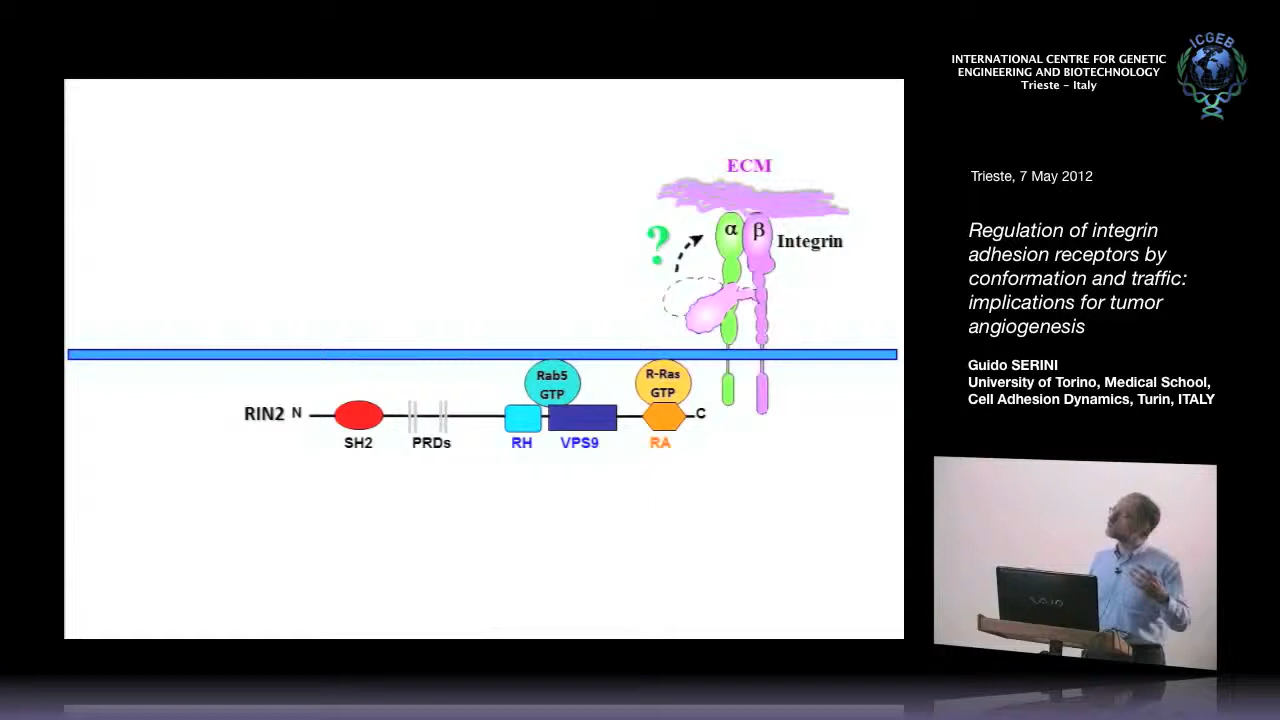 ECM
?
α
β
Integrin
Rab5
GTP
R-Ras
GTP
RIN2 N
C
SH2
PRDs
RH
VPS9
RA
ICGEB
INTERNATIONAL CENTRE FOR GENETIC
ENGINEERING AND BIOTECHNOLOGY
Trieste - Italy
Trieste, 7 May 2012
Regulation of integrin
adhesion receptors by
conformation and traffic:
implications for tumor
angiogenesis
Guido SERINI
University of Torino, Medical School,
Cell Adhesion Dynamics, Turin, ITALY
VAIO